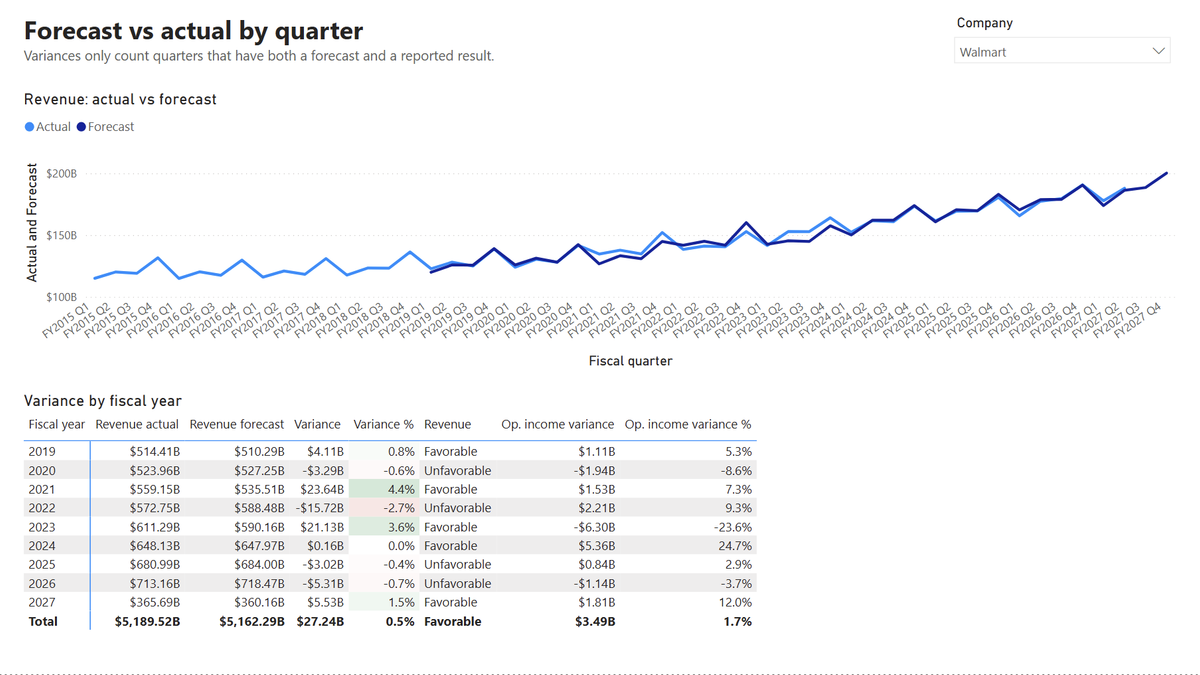 Forecast vs actual by quarter
Variances only count quarters that have both a forecast and a reported result.
Company
Walmart
Revenue: actual vs forecast
Actual Forecast
Actual and Forecast
$200B
$150B
$100B
FY2015 Q1
FY2015 Q2
FY2015 Q3
FY2015 Q4
FY2016 Q1
FY2016 Q2
FY2016 Q3
FY2016 Q4
FY2017 Q1
FY2017 Q2
FY2017 Q3
FY2017 Q4
FY2018 Q1
FY2018 Q2
FY2018 Q3
FY2018 Q4
FY2019 Q1
FY2019 Q2
FY2019 Q3
FY2019 Q4
FY2020 Q1
FY2020 Q2
FY2020 Q3
FY2020 Q4
FY2021 Q1
FY2021 Q2
FY2021 Q3
FY2021 Q4
FY2022 Q1
FY2022 Q2
FY2022 Q3
FY2022 Q4
FY2023 Q1
FY2023 Q2
FY2023 Q3
FY2023 Q4
FY2024 Q1
FY2024 Q2
FY2024 Q3
FY2024 Q4
FY2025 Q1
FY2025 Q2
FY2025 Q3
FY2025 Q4
FY2026 Q1
FY2026 Q2
FY2026 Q3
FY2026 Q4
FY2027 Q1
FY2027 Q2
FY2027 Q3
FY2027 Q4
Fiscal quarter
Variance by fiscal year
Fiscal year Revenue actual Revenue forecast Variance Variance % Revenue Op. income variance Op. income variance %
2019 $514.41B $510.29B $4.11B 0.8% Favorable $1.11B 5.3%
2020 $523.96B $527.25B -$3.29B -0.6% Unfavorable -$1.94B -8.6%
2021 $559.15B $535.51B $23.64B 4.4% Favorable $1.53B 7.3%
2022 $572.75B $588.48B -$15.72B -2.7% Unfavorable $2.21B 9.3%
2023 $611.29B $590.16B $21.13B 3.6% Favorable -$6.30B -23.6%
2024 $648.13B $647.97B $0.16B 0.0% Favorable $5.36B 24.7%
2025 $680.99B $684.00B -$3.02B -0.4% Unfavorable $0.84B 2.9%
2026 $713.16B $718.47B -$5.31B -0.7% Unfavorable -$1.14B -3.7%
2027 $365.69B $360.16B $5.53B 1.5% Favorable $1.81B 12.0%
Total $5,189.52B $5,162.29B $27.24B 0.5% Favorable $3.49B 1.7%